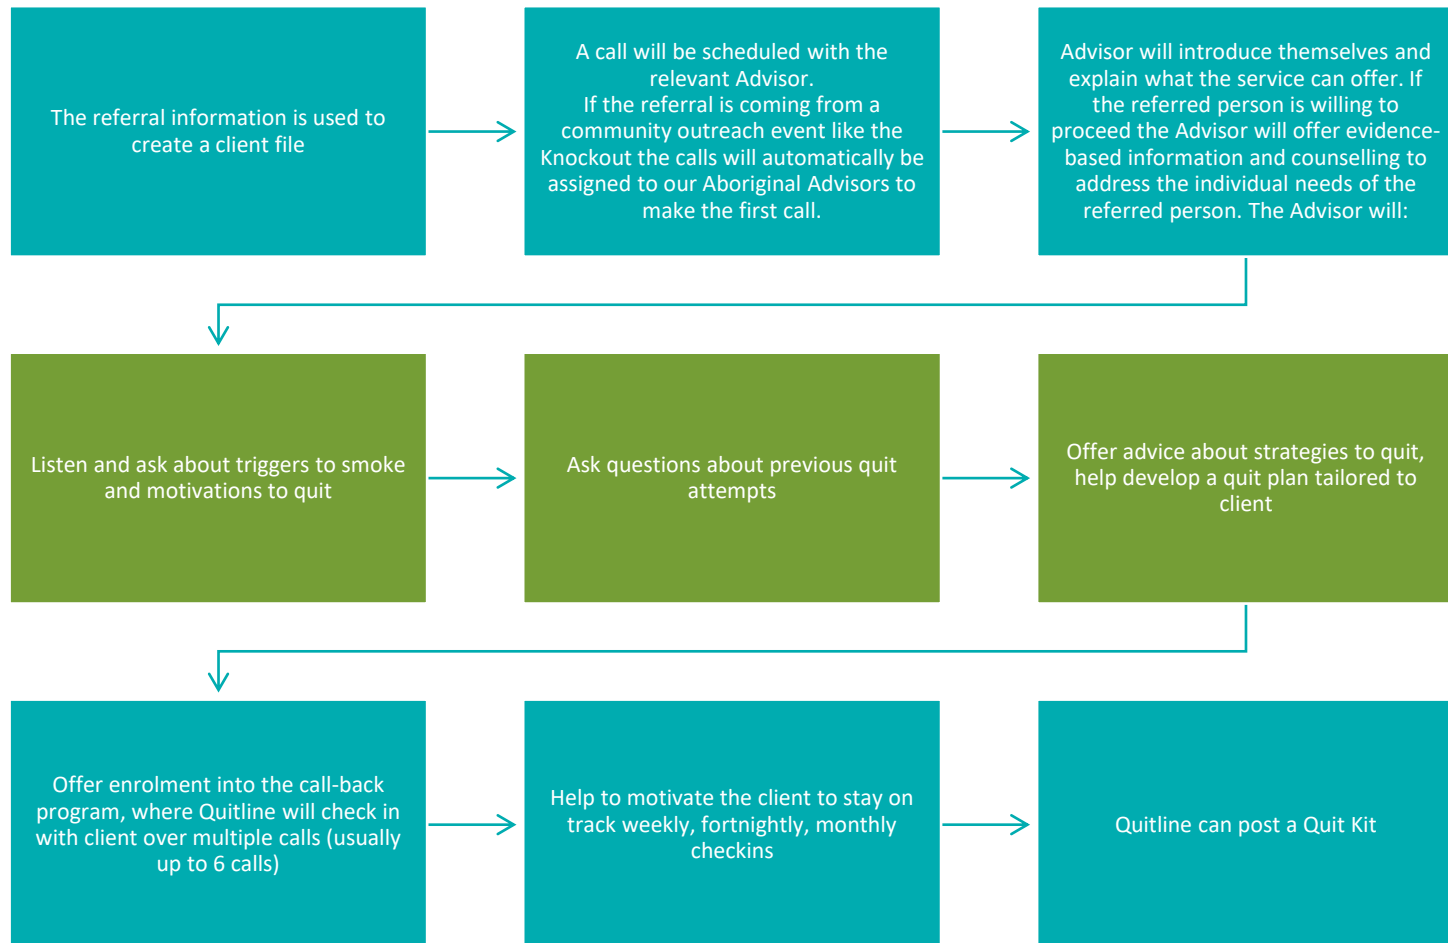 The referral information is used to
create a client file
A call will be scheduled with the
relevant Advisor.
If the referral is coming from a
community outreach event like the
Knockout the calls will automatically be
assigned to our Aboriginal Advisors to
make the first call.
Advisor will introduce themselves and
explain what the service can offer. If
the referred person is willing to
proceed the Advisor will offer evidence-
based information and counselling to
address the individual needs of the
referred person. The Advisor will:
Listen and ask about triggers to smoke
and motivations to quit
Ask questions about previous quit
attempts
Offer advice about strategies to quit,
help develop a quit plan tailored to
client
Offer enrolment into the call-back
program, where Quitline will check in
with client over multiple calls (usually
up to 6 calls)
Help to motivate the client to stay on
track weekly, fortnightly, monthly
checkins
Quitline can post a Quit Kit